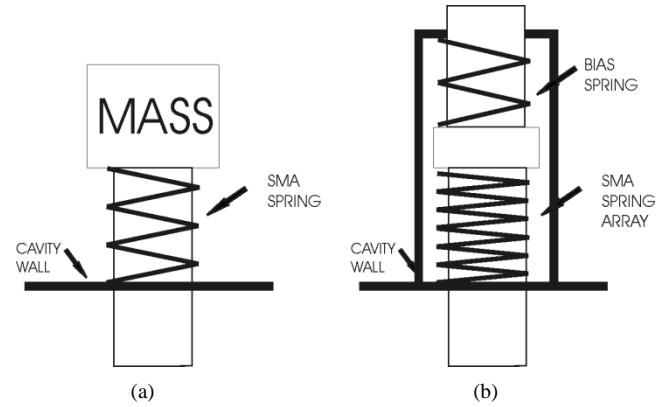 MASS
SMA
SPRING
CAVITY
WALL
(a)
BIAS
SPRING
SMA
SPRING
ARRAY
CAVITY
WALL
(b)